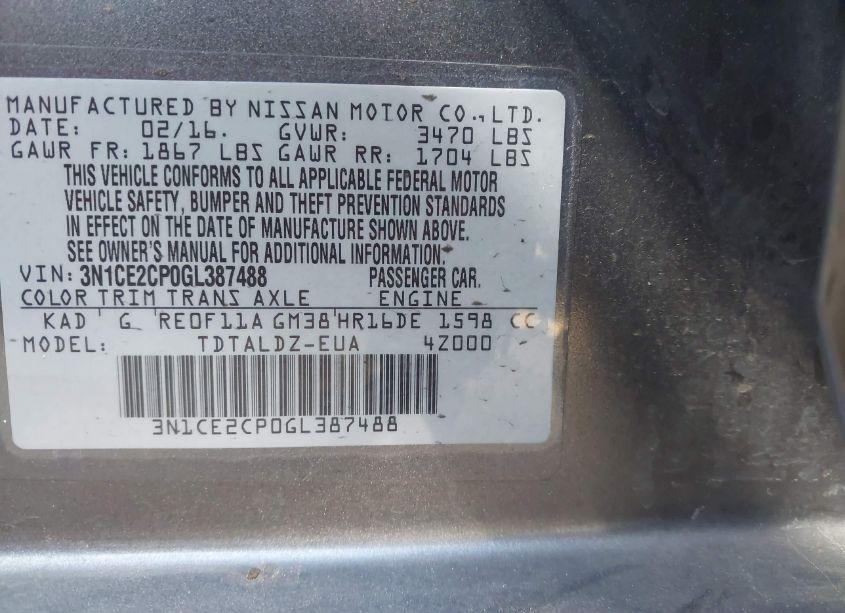 MANUFACTURED BY NISSAN MOTOR CO., LTD.
DATE: 02/16. GVWR: 3470 LBS
GAWR FR: 1867 LBS GAWR RR: 1704 LBS
THIS VEHICLE CONFORMS TO ALL APPLICABLE FEDERAL MOTOR
VEHICLE SAFETY, BUMPER AND THEFT PREVENTION STANDARDS
IN EFFECT ON THE DATE OF MANUFACTURE SHOWN ABOVE.
SEE OWNER'S MANUAL FOR ADDITIONAL INFORMATION.
VIN: 3N1CE2CP0GL387488 PASSENGER CAR.
COLOR TRIM TRANS AXLE ENGINE
KAD G RE0F11A GM38 HR16DE 1598 CC
MODEL: TDTALDZ-EUA 4Z000
3N1CE2CP0GL387488